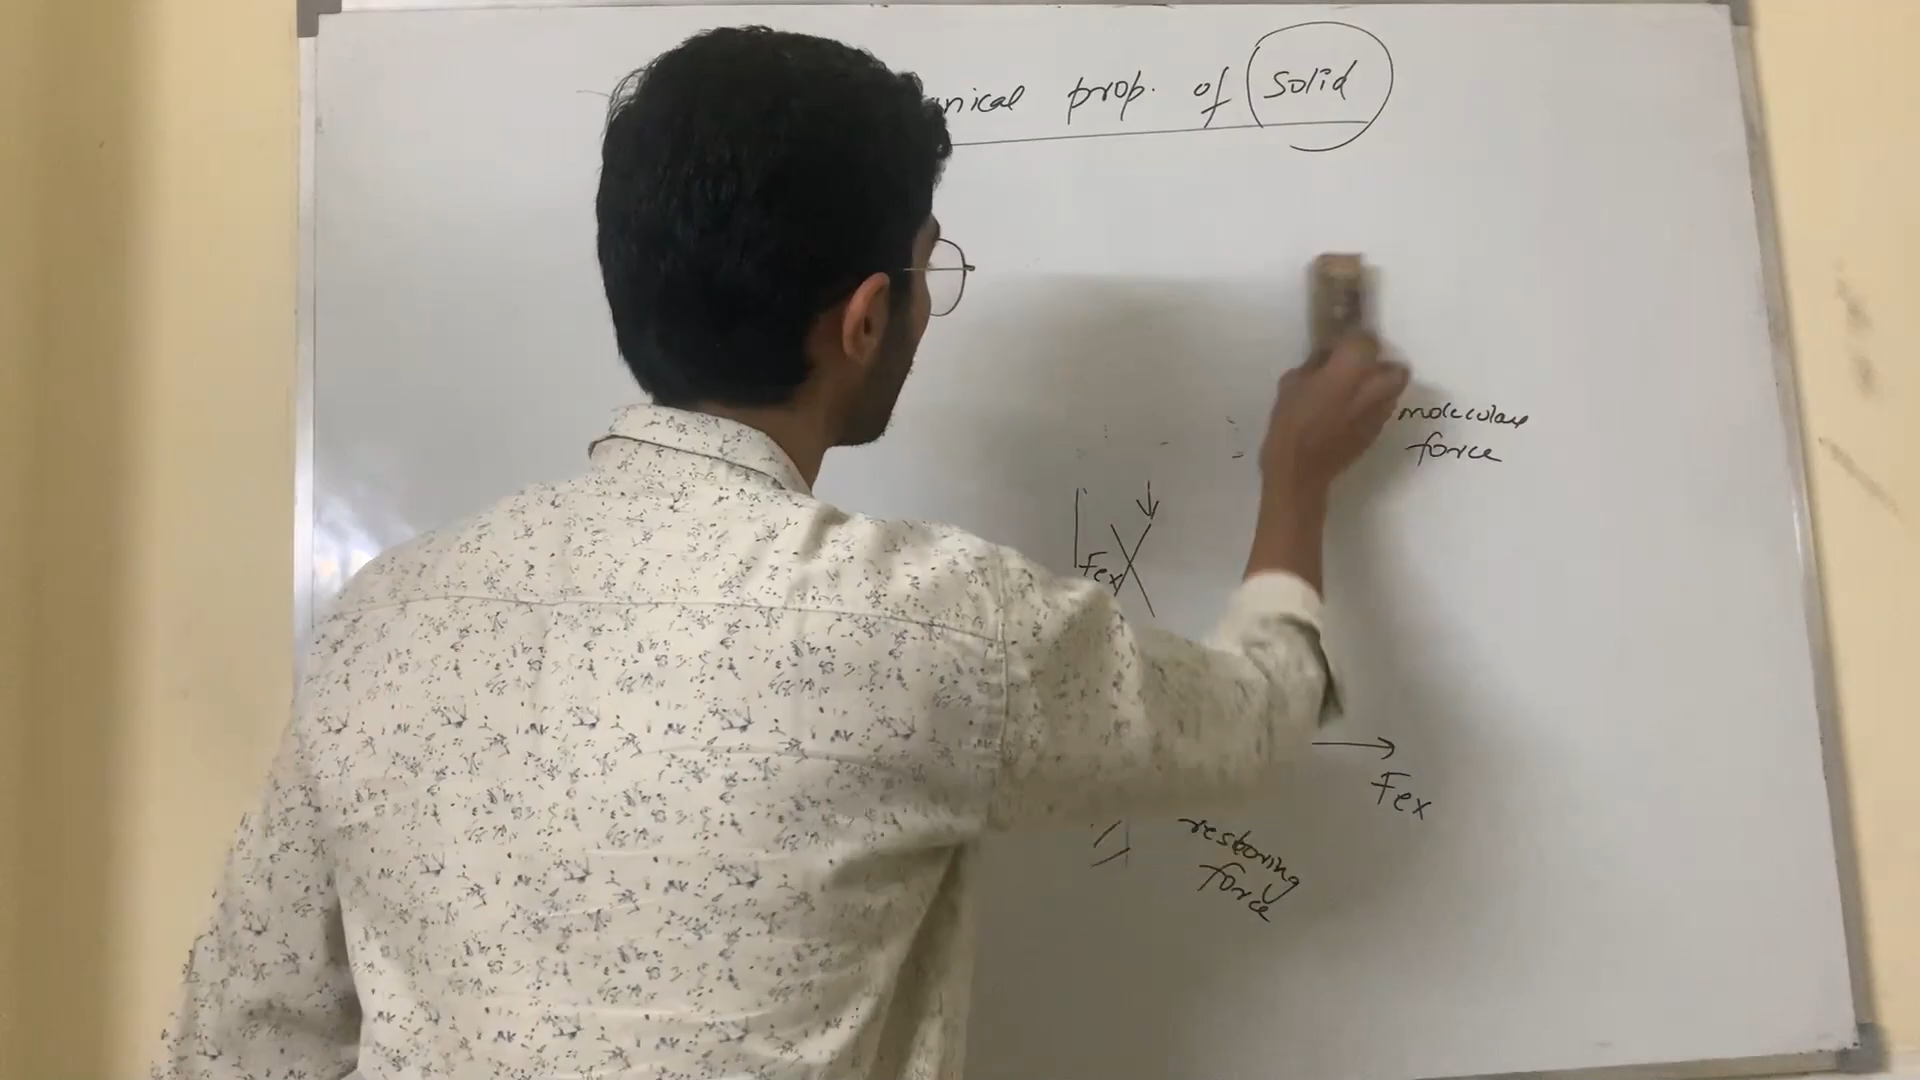 nical prop. of solid
molecular
force
Fex
Fex
restoring
force